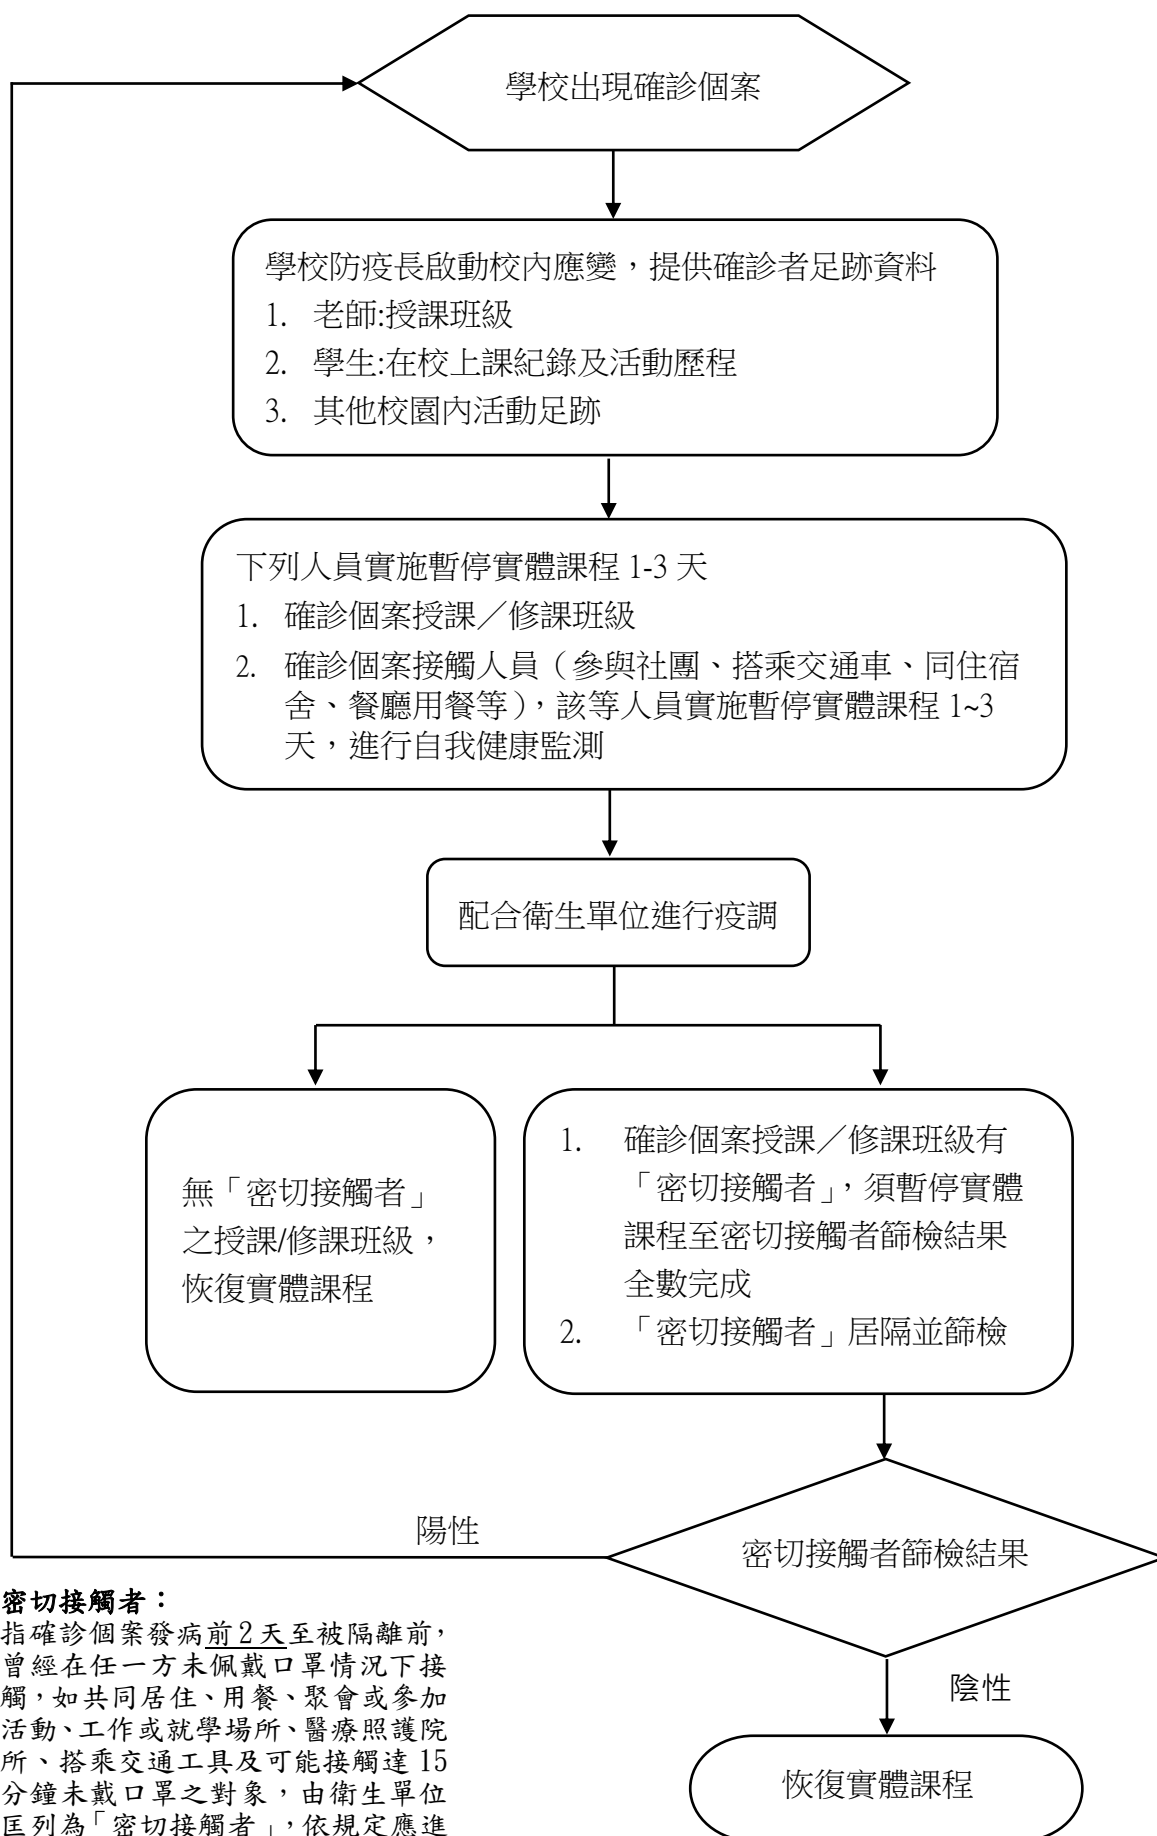 學校出現確診個案
學校防疫長啟動校內應變，提供確診者足跡資料
1. 老師:授課班級
2. 學生:在校上課紀錄及活動歷程
3. 其他校園內活動足跡
下列人員實施暫停實體課程 1-3 天
1. 確診個案授課／修課班級
2. 確診個案接觸人員（參與社團、搭乘交通車、同住宿
舍、餐廳用餐等），該等人員實施暫停實體課程 1~3
天，進行自我健康監測
配合衛生單位進行疫調
無「密切接觸者」
之授課/修課班級，
恢復實體課程
1. 確診個案授課／修課班級有
「密切接觸者」，須暫停實體
課程至密切接觸者篩檢結果
全數完成
2. 「密切接觸者」居隔並篩檢
陽性
密切接觸者篩檢結果
陰性
恢復實體課程
密切接觸者：
指確診個案發病前2天至被隔離前，
曾經在任一方未佩戴口罩情況下接
觸，如共同居住、用餐、聚會或參加
活動、工作或就學場所、醫療照護院
所、搭乘交通工具及可能接觸達 15
分鐘未戴口罩之對象，由衛生單位
匡列為「密切接觸者」，依規定應進